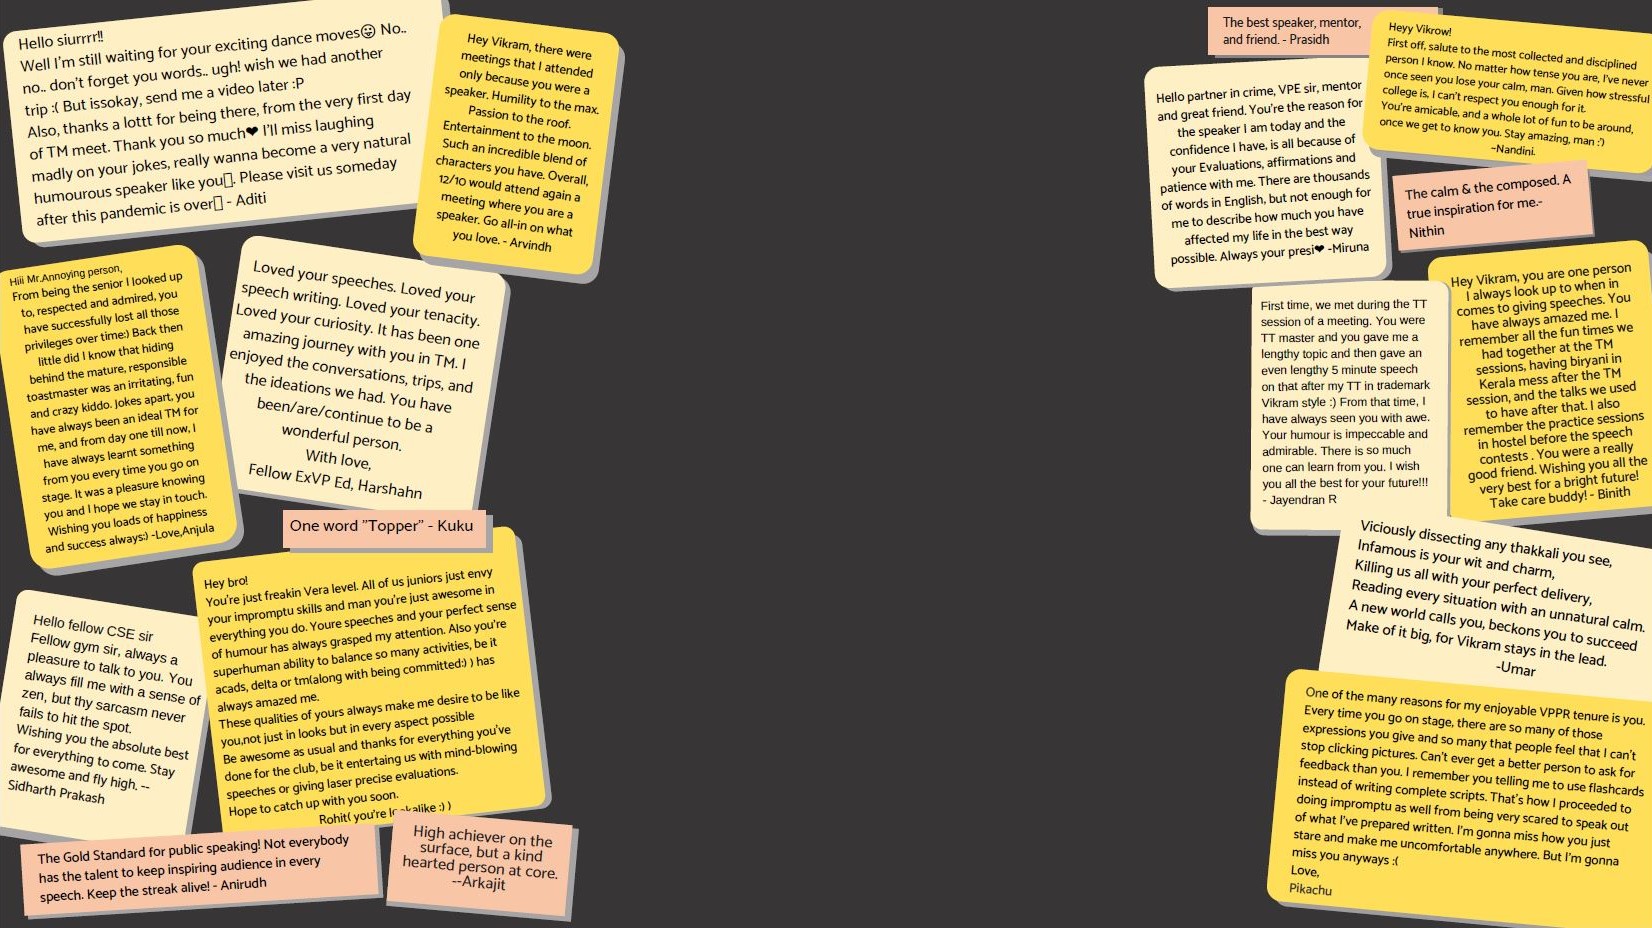 Hello siurrr!!
Well I'm still waiting for your exciting dance moves😜 No..
no.. don't forget you words.. ugh! wish we had another
trip :( But issokay, send me a video later :P
Also, thanks a lottt for being there, from the very first day
of TM meet. Thank you so much❤ I'll miss laughing
madly on your jokes, really wanna become a very natural
humourous speaker like you▯. Please visit us someday
after this pandemic is over▯ - Aditi
Hey Vikram, there were
meetings that I attended
only because you were a
speaker. Humility to the max.
Passion to the roof.
Entertainment to the moon.
Such an incredible blend of
characters you have. Overall,
12/10 would attend again a
meeting where you are a
speaker. Go all-in on what
you love. - Arvindh
Hiii Mr.Annoying person,
From being the senior I looked up
to, respected and admired, you
have successfully lost all those
privileges over time:) Back then
little did I know that hiding
behind the mature, responsible
toastmaster was an irritating, fun
and crazy kiddo. Jokes apart, you
have always been an ideal TM for
me, and from day one till now, I
have always learnt something
from you every time you go on
stage. It was a pleasure knowing
you and I hope we stay in touch.
Wishing you loads of happiness
and success always:) -Love,Anjula
Loved your speeches. Loved your
speech writing. Loved your tenacity.
Loved your curiosity. It has been one
amazing journey with you in TM. I
enjoyed the conversations, trips, and
the ideations we had. You have
been/are/continue to be a
wonderful person.
With love,
Fellow ExVP Ed, Harshahn
One word "Topper" - Kuku
Hey bro!
You're just freakin Vera level. All of us juniors just envy
your impromptu skills and man you're just awesome in
everything you do. Youre speeches and your perfect sense
of humour has always grasped my attention. Also you're
superhuman ability to balance so many activities, be it
acads, delta or tm(along with being committed:) ) has
always amazed me.
These qualities of yours always make me desire to be like
you,not just in looks but in every aspect possible
Be awesome as usual and thanks for everything you've
done for the club, be it entertaing us with mind-blowing
speeches or giving laser precise evaluations.
Hope to catch up with you soon.
Rohit( you're lookalike :) )
Hello fellow CSE sir
Fellow gym sir, always a
pleasure to talk to you. You
always fill me with a sense of
zen, but thy sarcasm never
fails to hit the spot.
Wishing you the absolute best
for everything to come. Stay
awesome and fly high. --
Sidharth Prakash
The Gold Standard for public speaking! Not everybody
has the talent to keep inspiring audience in every
speech. Keep the streak alive! - Anirudh
High achiever on the
surface, but a kind
hearted person at core.
--Arkajit
The best speaker, mentor,
and friend. - Prasidh
Heyy Vikrow!
First off, salute to the most collected and disciplined
person I know. No matter how tense you are, I've never
once seen you lose your calm, man. Given how stressful
college is, I can't respect you enough for it.
You're amicable, and a whole lot of fun to be around,
once we get to know you. Stay amazing, man :')
~Nandini.
Hello partner in crime, VPE sir, mentor
and great friend. You're the reason for
the speaker I am today and the
confidence I have, is all because of
your Evaluations, affirmations and
patience with me. There are thousands
of words in English, but not enough for
me to describe how much you have
affected my life in the best way
possible. Always your presi❤ -Miruna
The calm & the composed. A
true inspiration for me.-
Nithin
First time, we met during the TT
session of a meeting. You were
TT master and you gave me a
lengthy topic and then gave an
even lengthy 5 minute speech
on that after my TT in trademark
Vikram style :) From that time, I
have always seen you with awe.
Your humour is impeccable and
admirable. There is so much
one can learn from you. I wish
you all the best for your future!!!
- Jayendran R
Hey Vikram, you are one person
I always look up to when in
comes to giving speeches. You
have always amazed me. I
remember all the fun times we
had together at the TM
sessions, having biryani in
Kerala mess after the TM
session, and the talks we used
to have after that. I also
remember the practice sessions
in hostel before the speech
contests . You were a really
good friend. Wishing you all the
very best for a bright future!
Take care buddy! - Binith
Viciously dissecting any thakkali you see,
Infamous is your wit and charm,
Killing us all with your perfect delivery,
Reading every situation with an unnatural calm.
A new world calls you, beckons you to succeed
Make of it big, for Vikram stays in the lead.
-Umar
One of the many reasons for my enjoyable VPPR tenure is you.
Every time you go on stage, there are so many of those
expressions you give and so many that people feel that I can't
stop clicking pictures. Can't ever get a better person to ask for
feedback than you. I remember you telling me to use flashcards
instead of writing complete scripts. That's how I proceeded to
doing impromptu as well from being very scared to speak out
of what I've prepared written. I'm gonna miss how you just
stare and make me uncomfortable anywhere. But I'm gonna
miss you anyways :(
Love,
Pikachu